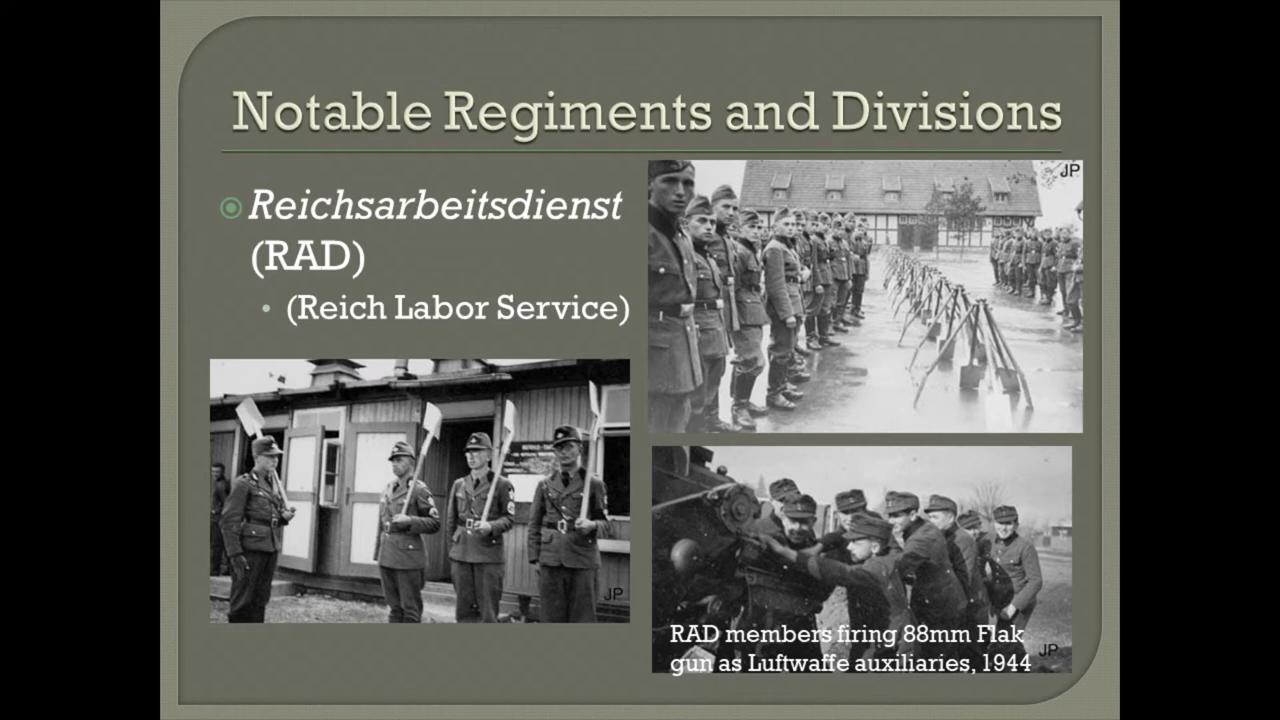 Notable Regiments and Divisions
Reichsarbeitsdienst
(RAD)
(Reich Labor Service)
JP
JP
RAD members firing 88mm Flak
gun as Luftwaffe auxiliaries, 1944
JP